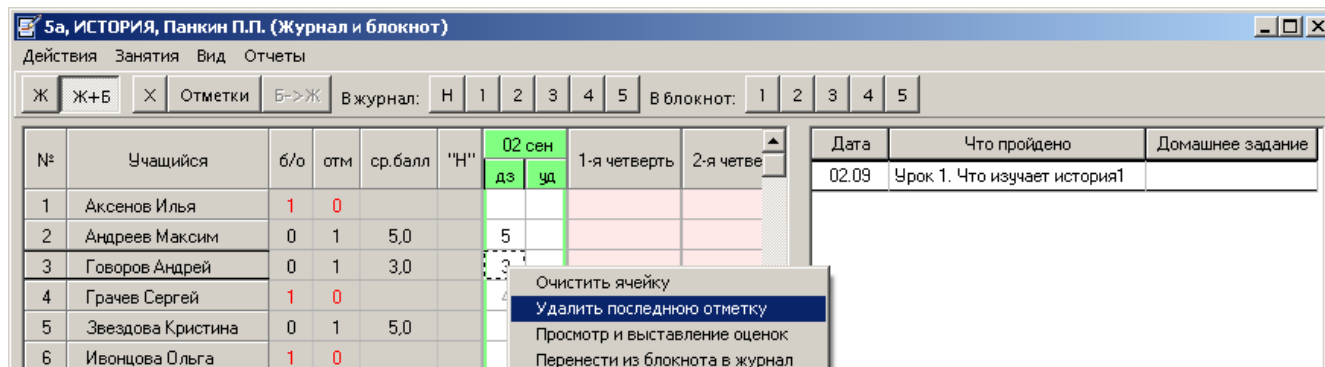 5а, ИСТОРИЯ, Панкин П.П. (Журнал и блокнот)
Действия Занятия Вид Отчеты
Ж Ж+Б Х Отметки Б->Ж В журнал: Н 1 2 3 4 5 В блокнот: 1 2 3 4 5
№ Учащийся б/о отм ср.балл "Н" 02 сен 1-я четверть 2-я четве Дата Что пройдено Домашнее задание
дз уд
02.09 Урок 1. Что изучает история1
1 Аксенов Илья 1 0
2 Андреев Максим 0 1 5,0 5
3 Говоров Андрей 0 1 3,0 3
Очистить ячейку
4 Грачев Сергей 1 0 4
Удалить последнюю отметку
5 Звездова Кристина 0 1 5,0
Просмотр и выставление оценок
6 Ивонцова Ольга 1 0
Перенести из блокнота в журнал